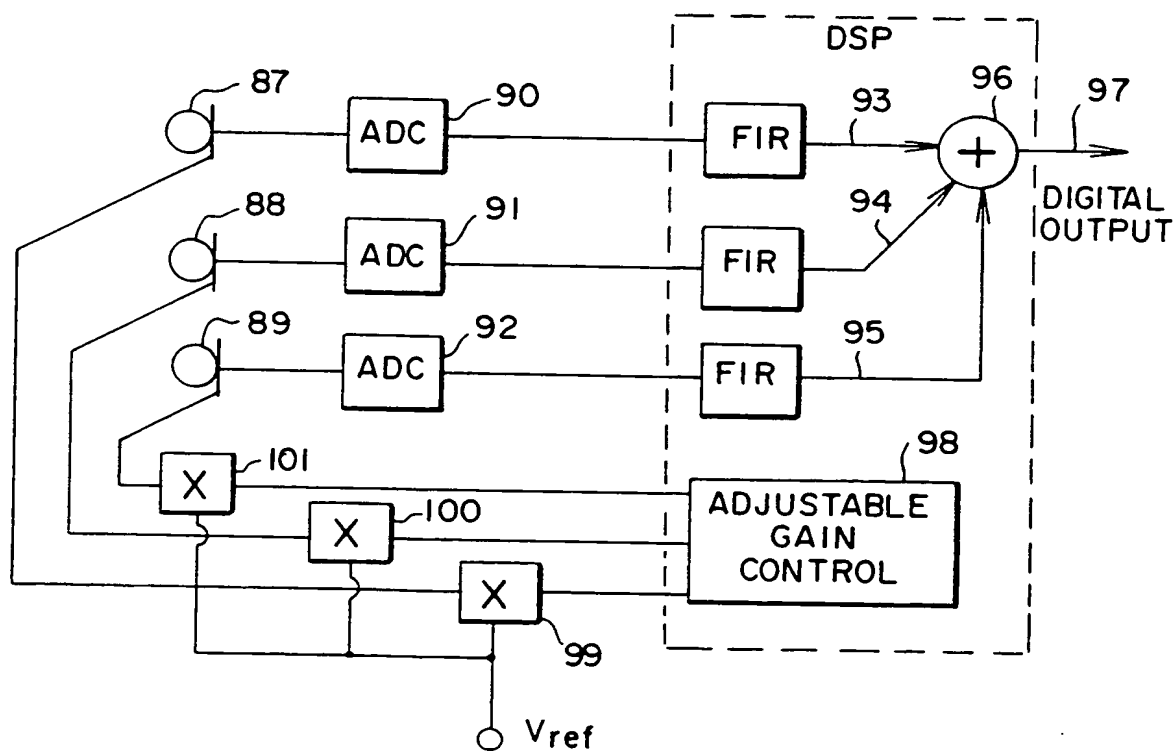 DSP
87
90
93
96
97
ADC
FIR
+
88
91
94
DIGITAL
OUTPUT
ADC
FIR
89
92
95
ADC
FIR
101
98
X
100
ADJUSTABLE
GAIN
CONTROL
X
X
99
Vref